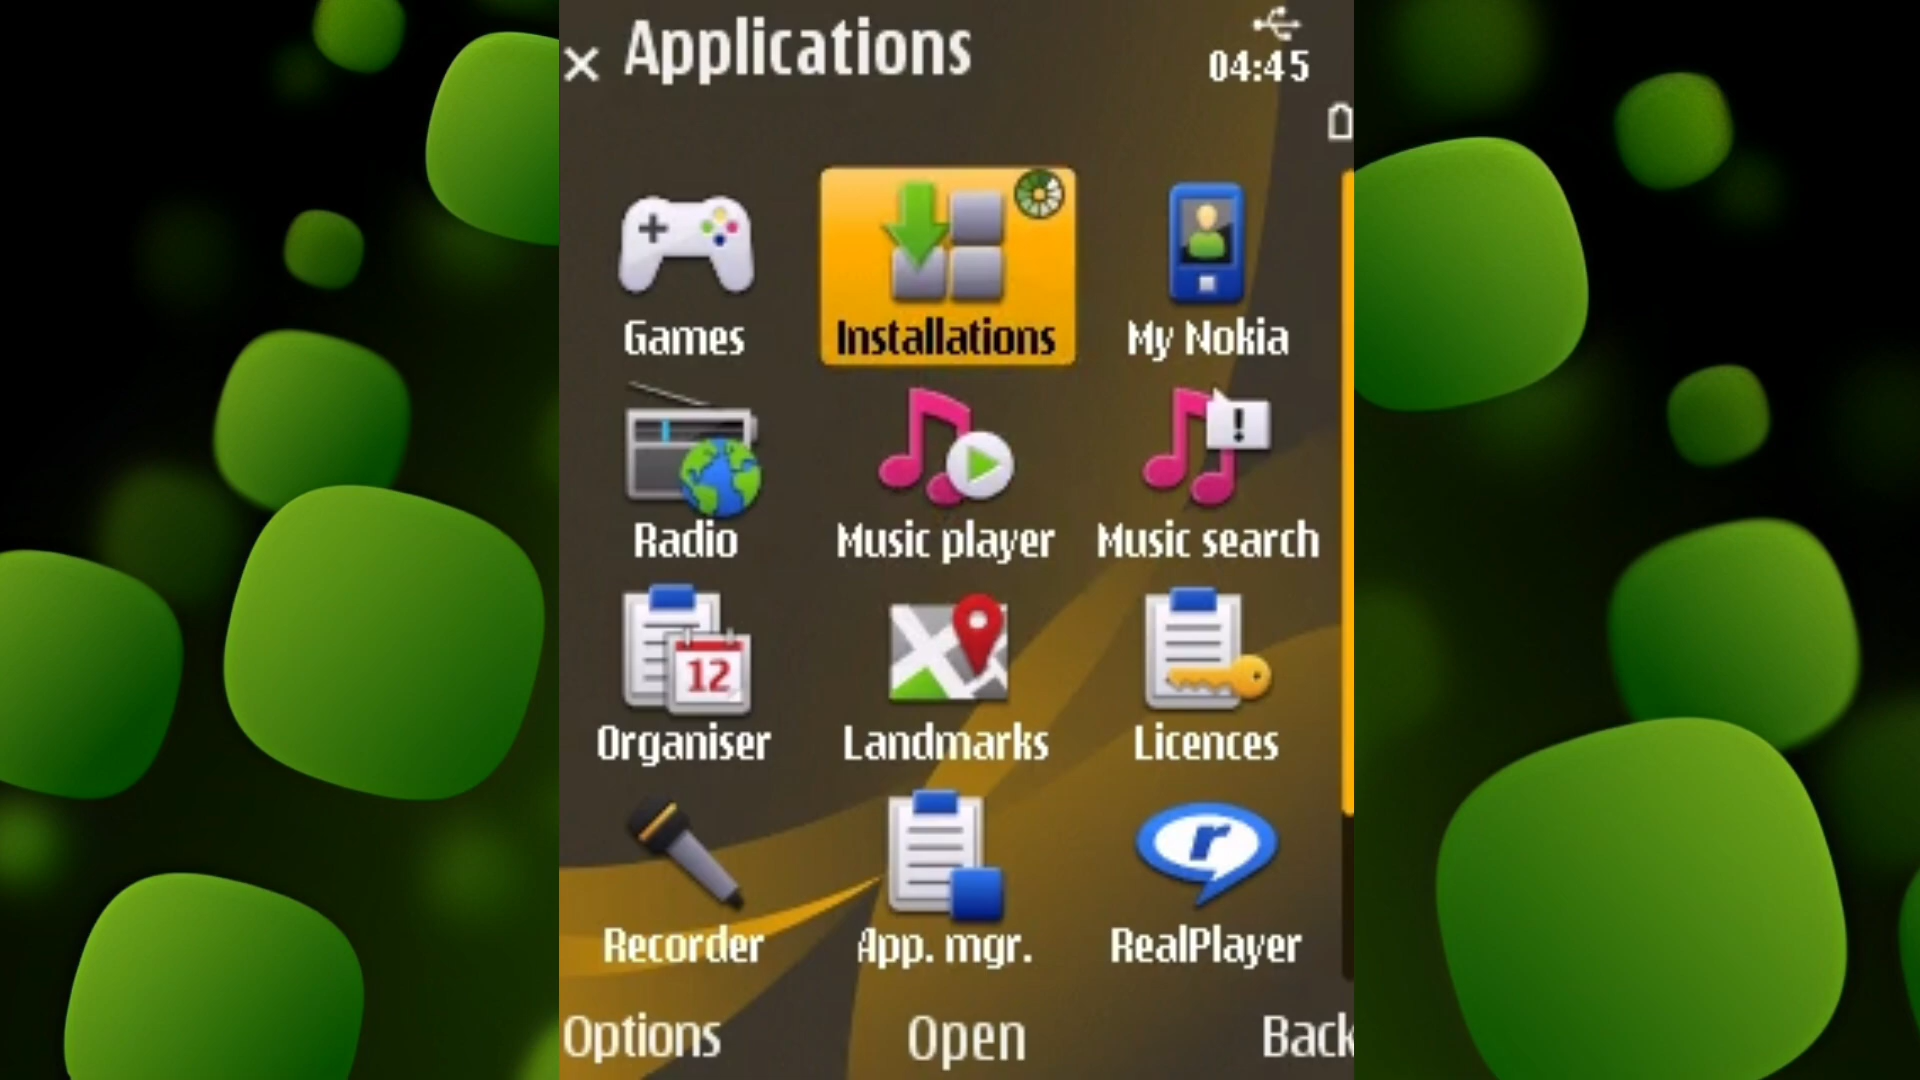 Applications
04:45
Games
Installations
My Nokia
Radio
Music player
Music search
!
12
Organiser
Landmarks
Licences
r
Recorder
App. mgr.
RealPlayer
Options
Open
Back